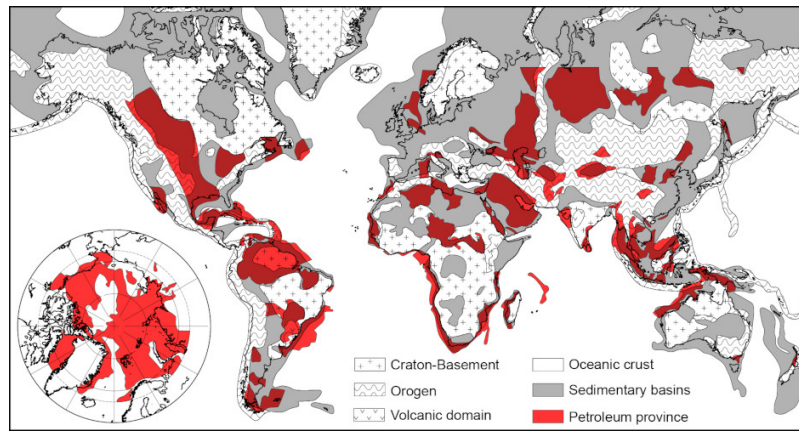 Craton-Basement
Oceanic crust
Orogen
Sedimentary basins
Volcanic domain
Petroleum province